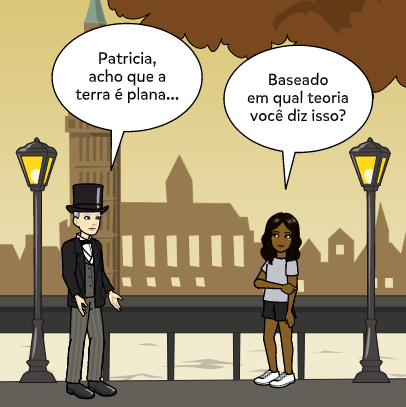 Patricia,
acho que a
terra é plana...
Baseado
em qual teoria
você diz isso?